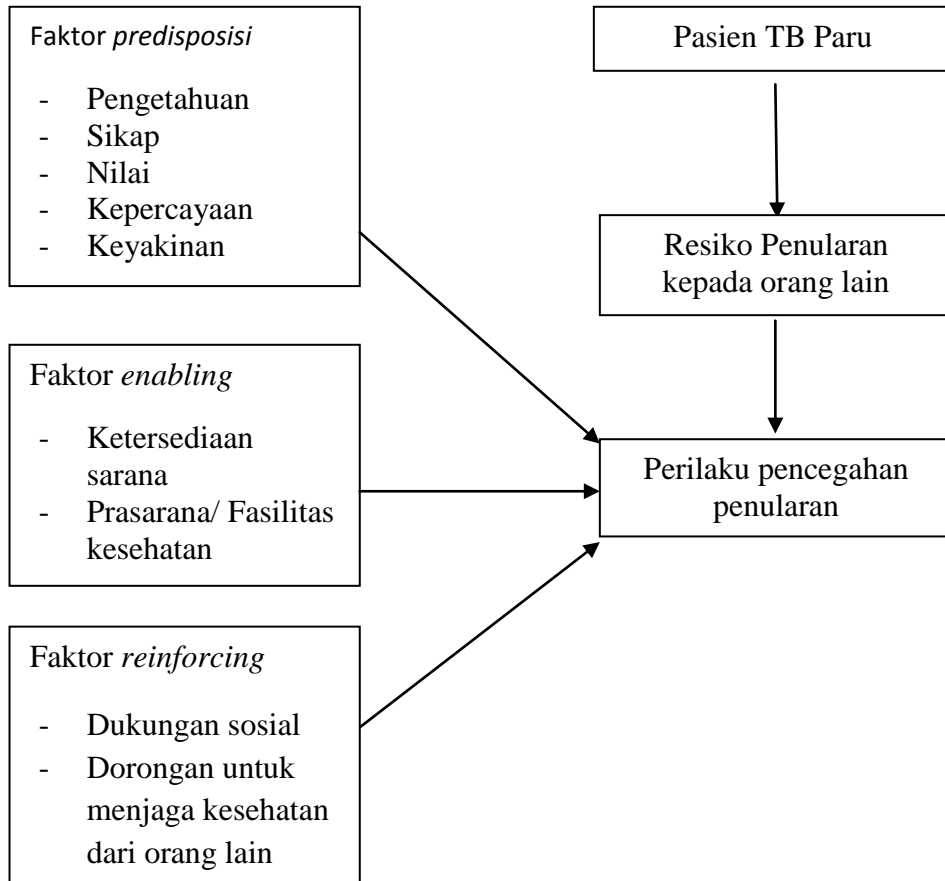 Faktor predisposisi
- Pengetahuan
- Sikap
- Nilai
- Kepercayaan
- Keyakinan
Faktor enabling
- Ketersediaan
sarana
- Prasarana/ Fasilitas
kesehatan
Faktor reinforcing
- Dukungan sosial
- Dorongan untuk
menjaga kesehatan
dari orang lain
Pasien TB Paru
Resiko Penularan
kepada orang lain
Perilaku pencegahan
penularan